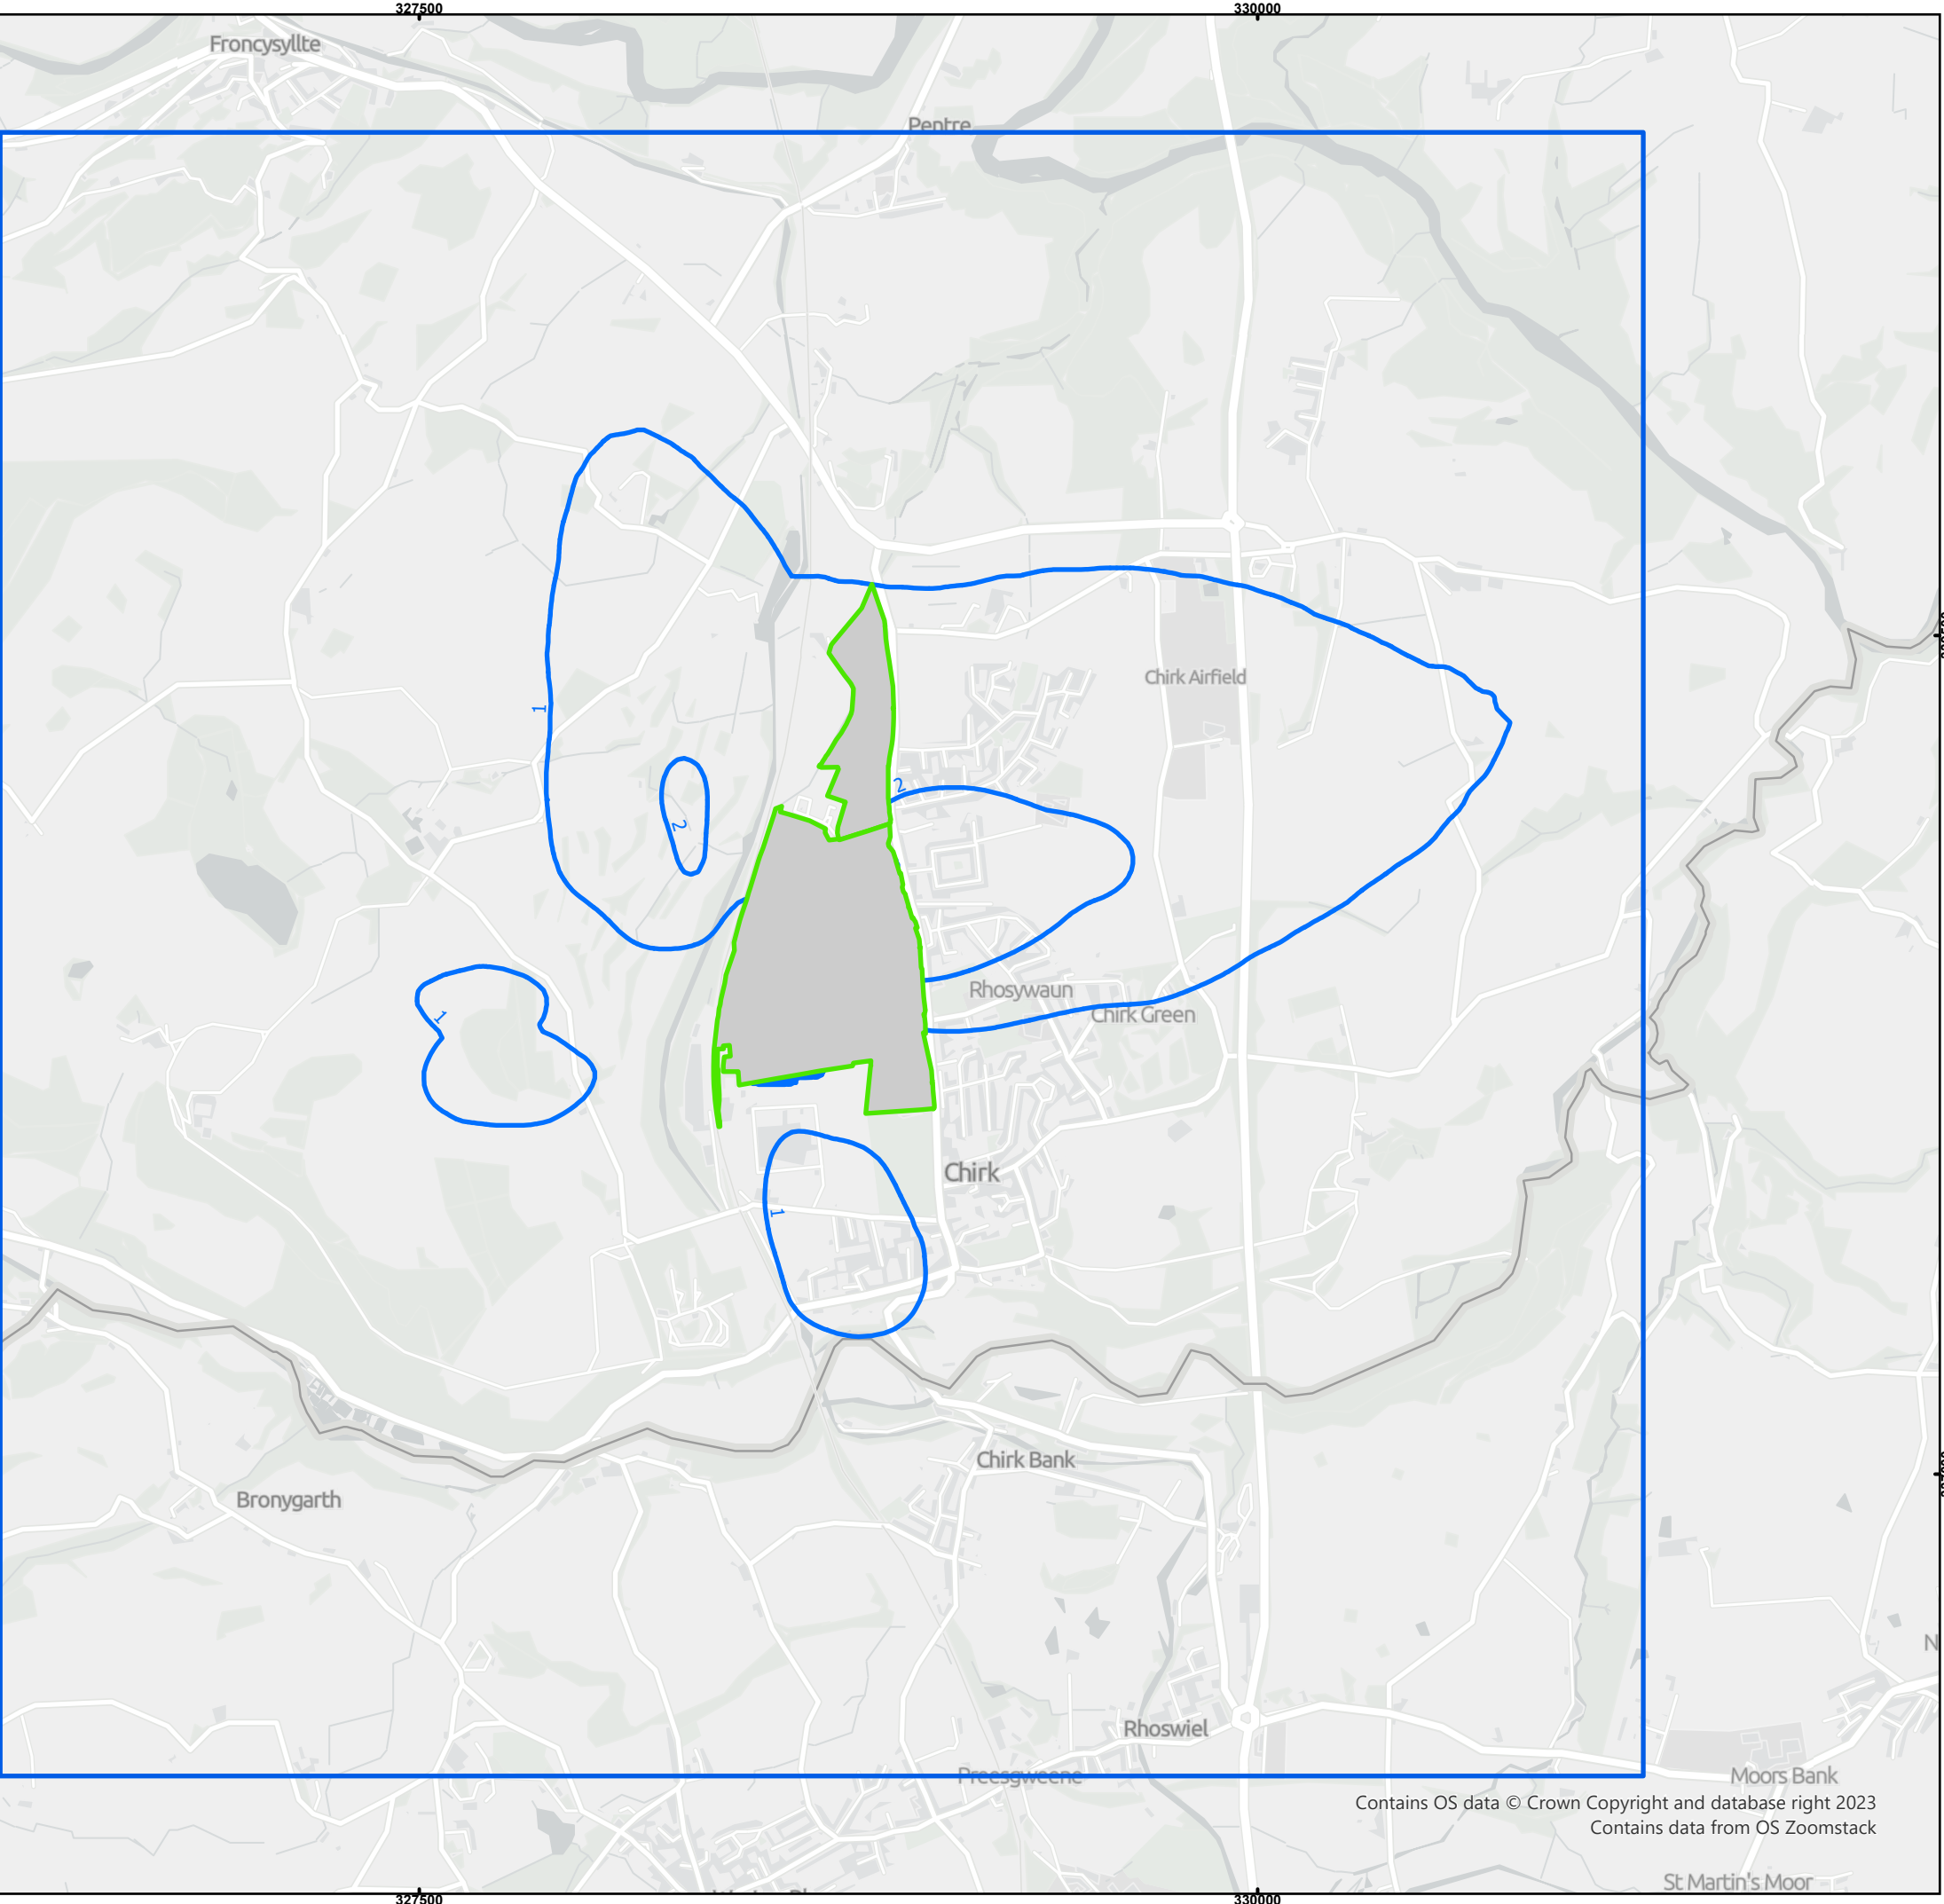 327500
330000
Froncysyllte
Pentre
Chirk Airfield
1
2
2
Rhosywaun
Chirk Green
1
Chirk
1
Chirk Bank
Bronygarth
Rhoswiel
Preesgweene
Moors Bank
Contains OS data © Crown Copyright and database right 2023
Contains data from OS Zoomstack
St Martin's Moor
327500
330000